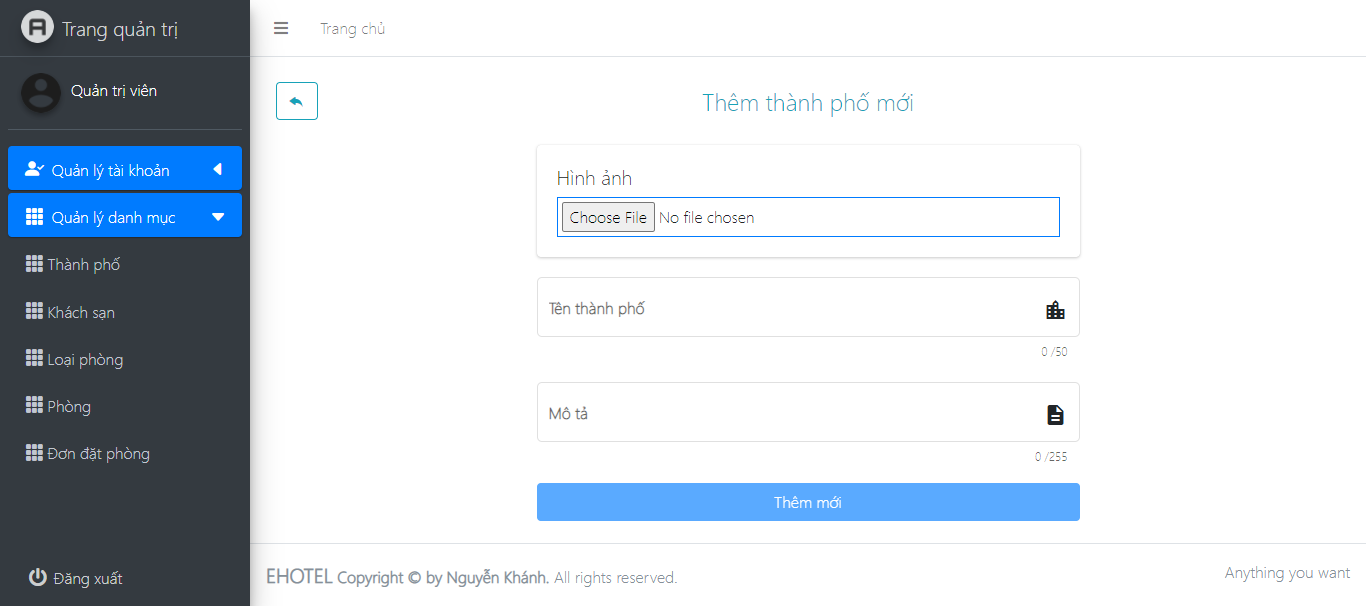 Trang quản trị
Quản trị viên
Quản lý tài khoản
Quản lý danh mục
Thành phố
Khách sạn
Loại phòng
Phòng
Đơn đặt phòng
Đăng xuất
Trang chủ
Thêm thành phố mới
Hình ảnh
Choose File No file chosen
Tên thành phố
0 /50
Mô tả
0 /255
Thêm mới
EHOTEL Copyright © by Nguyễn Khánh. All rights reserved.
Anything you want